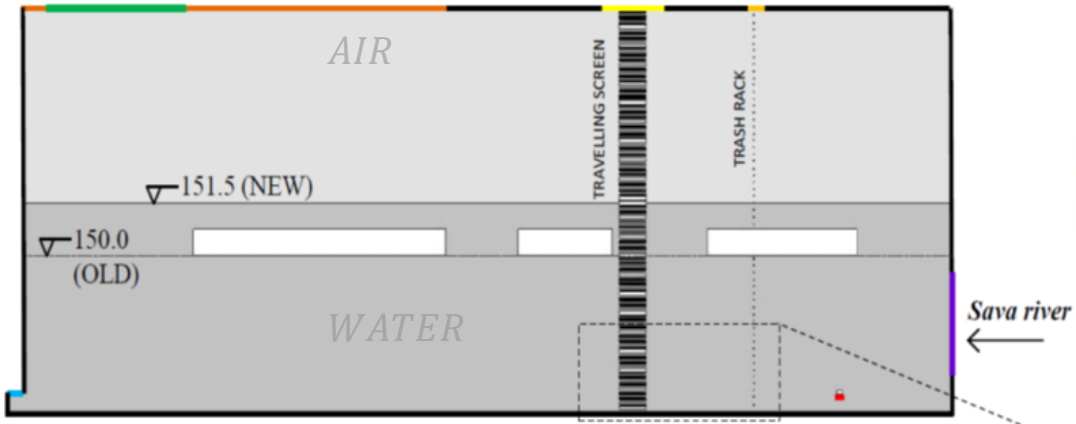 AIR
TRAVELLING SCREEN
TRASH RACK
151.5 (NEW)
150.0
(OLD)
WATER
Sava river